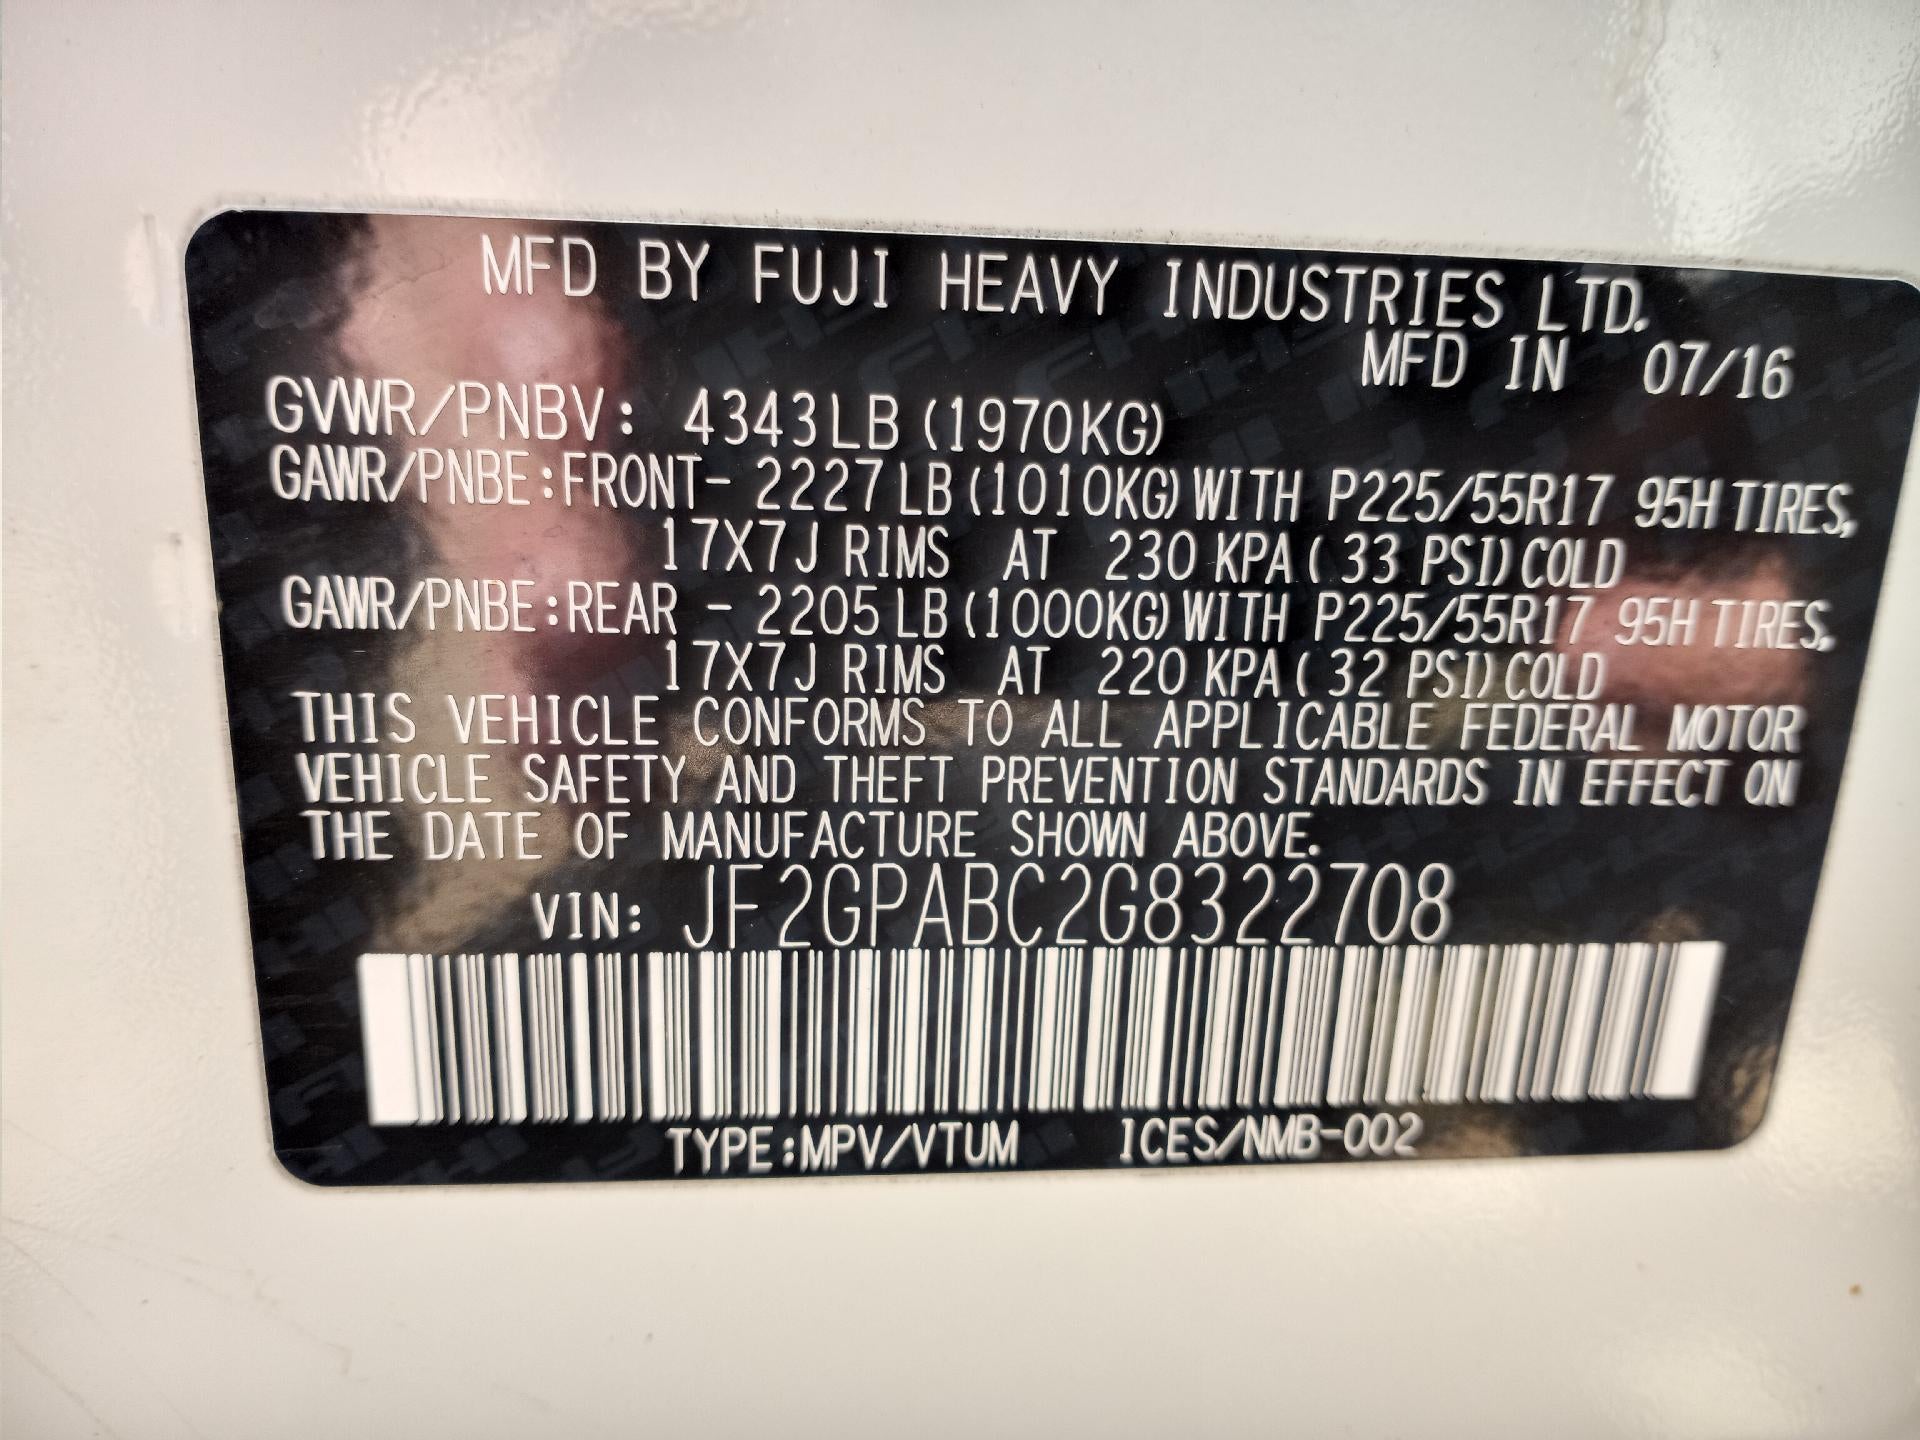 MFD BY FUJI HEAVY INDUSTRIES LTD.
MFD IN 07/16
GVWR/PNBV: 4343LB (1970KG)
GAWR/PNBE:FRONT- 2227LB (1010KG) WITH P225/55R17 95H TIRES,
17X7J RIMS AT 230 KPA ( 33 PSI) COLD
GAWR/PNBE:REAR - 2205LB (1000KG) WITH P225/55R17 95H TIRES,
17X7J RIMS AT 220 KPA ( 32 PSI) COLD
THIS VEHICLE CONFORMS TO ALL APPLICABLE FEDERAL MOTOR
VEHICLE SAFETY AND THEFT PREVENTION STANDARDS IN EFFECT ON
THE DATE OF MANUFACTURE SHOWN ABOVE.
VIN: JF2GPABC2G8322708
TYPE:MPV/VTUM ICES/NMB-002